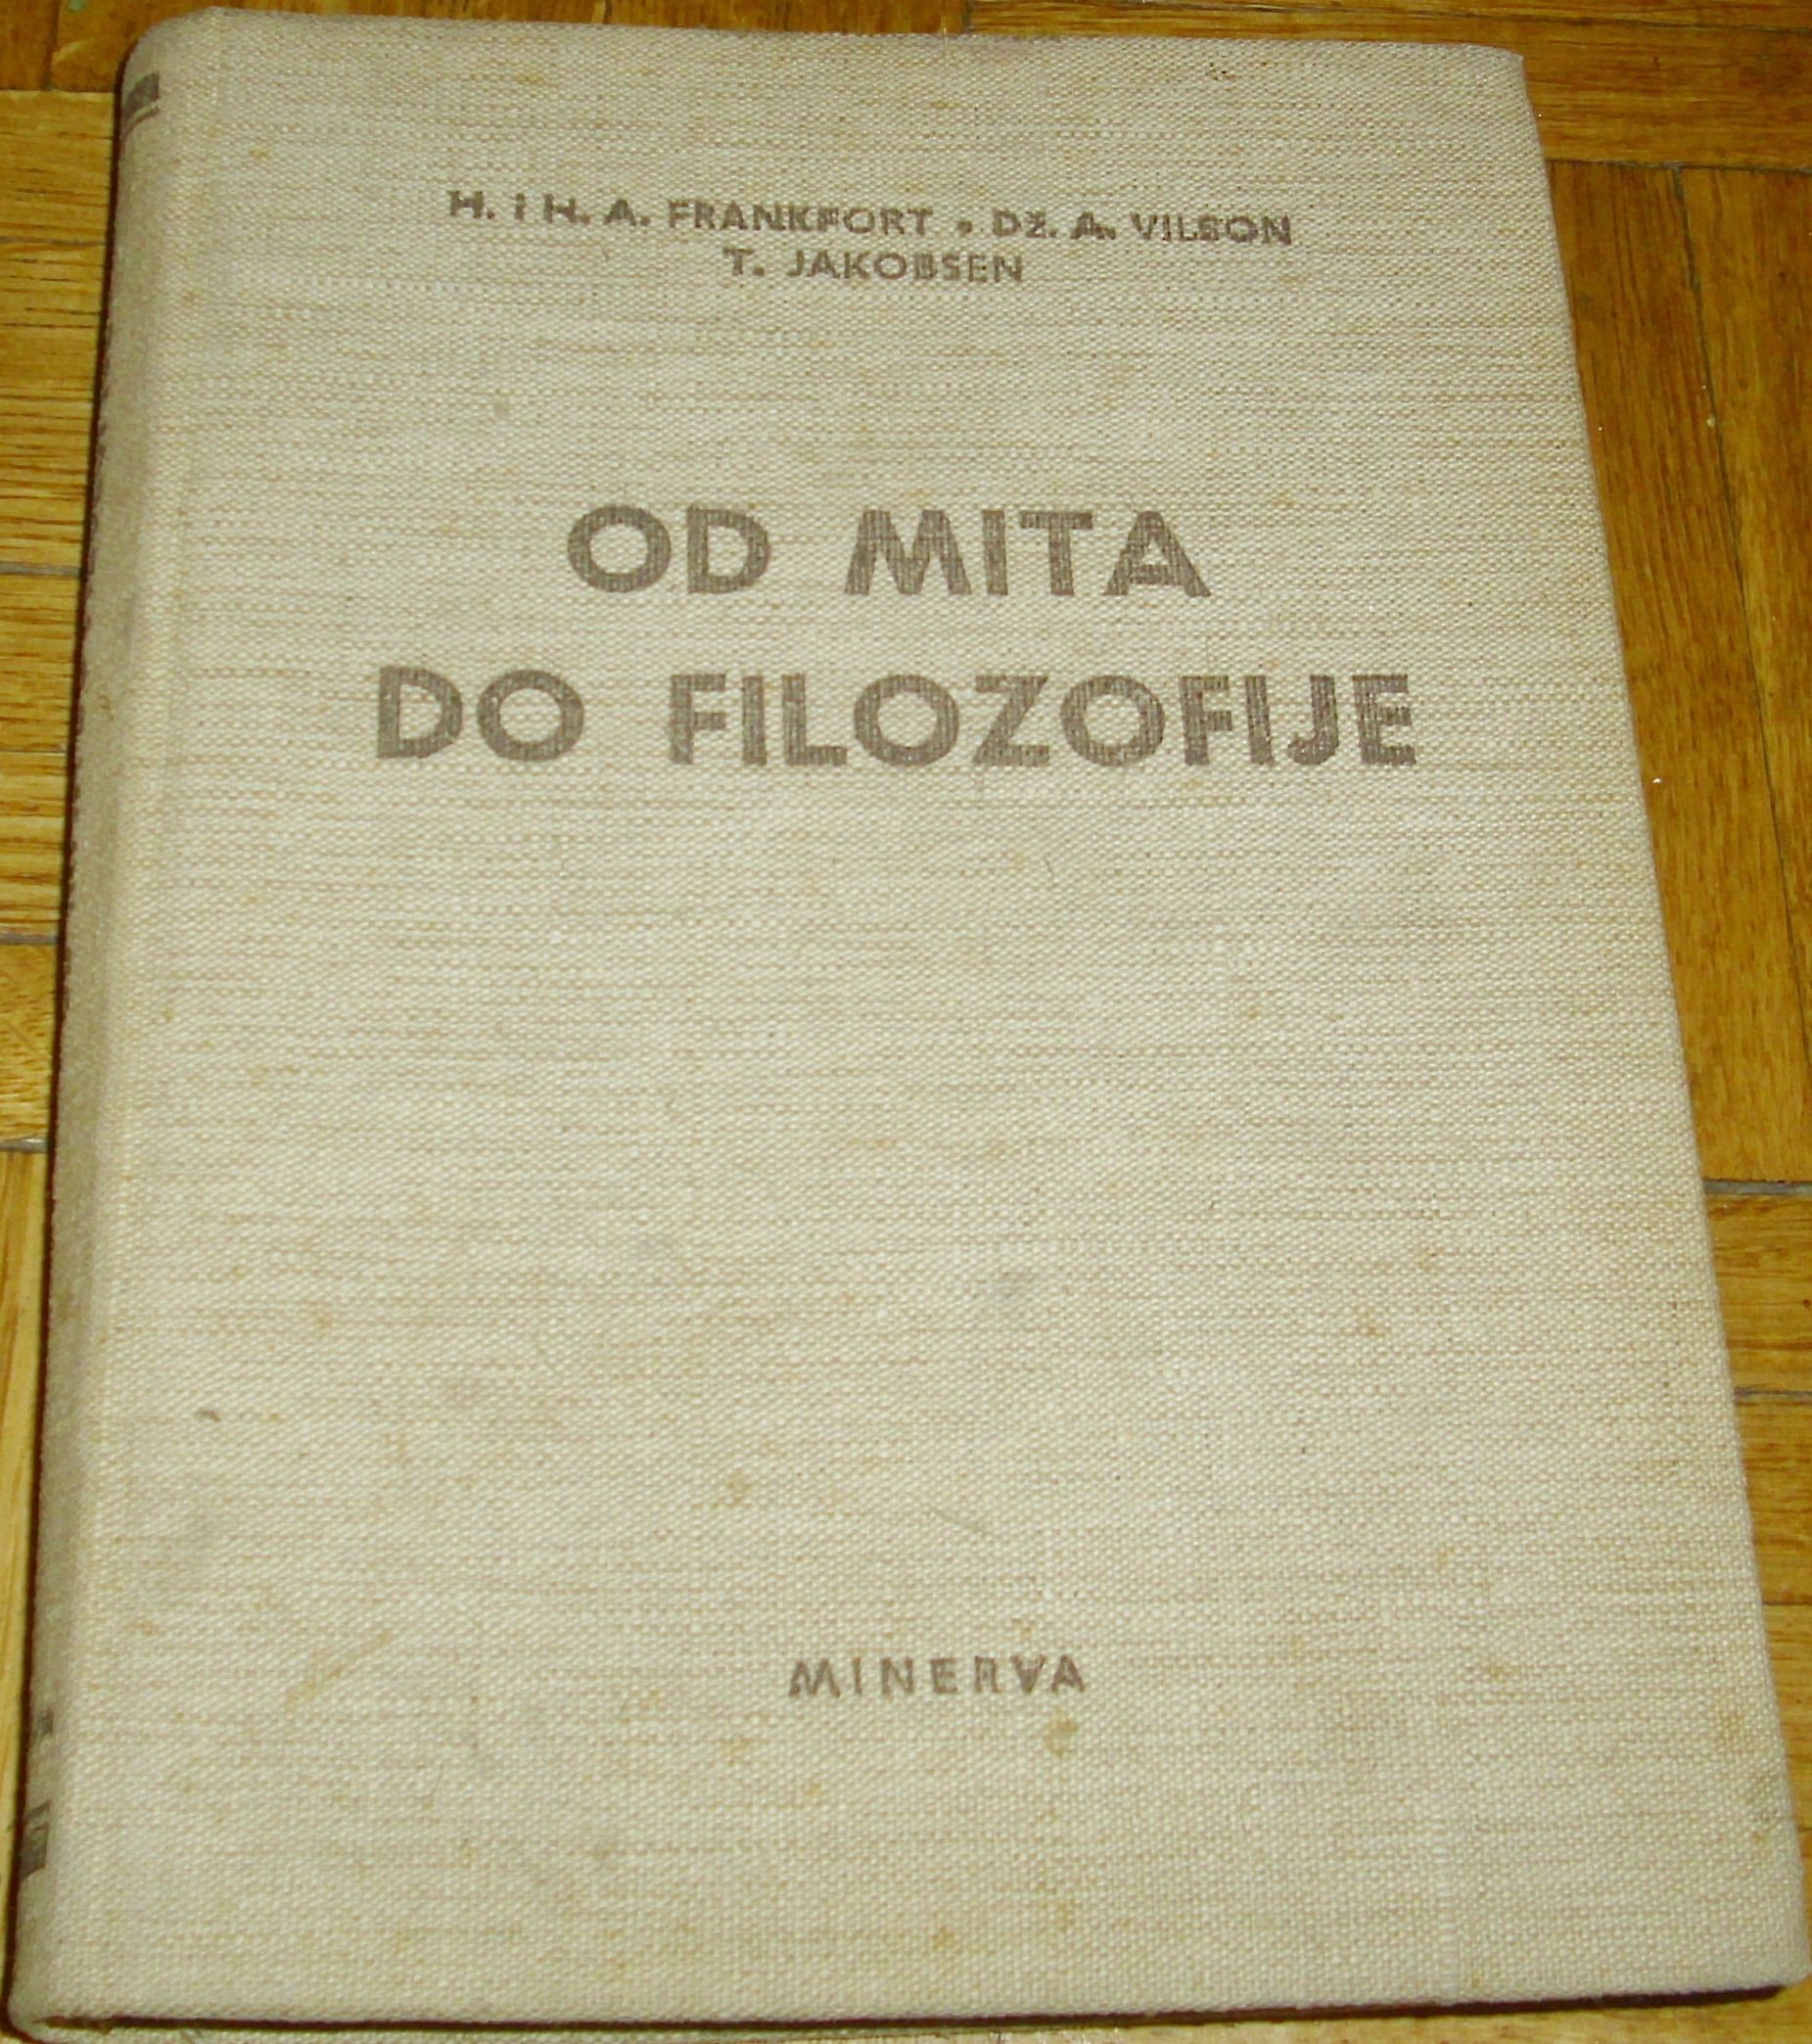 H. i H. A. FRANKFORT • DŽ. A. VILSON
T. JAKOBSEN
OD MITA
DO FILOZOFIJE
MINERVA